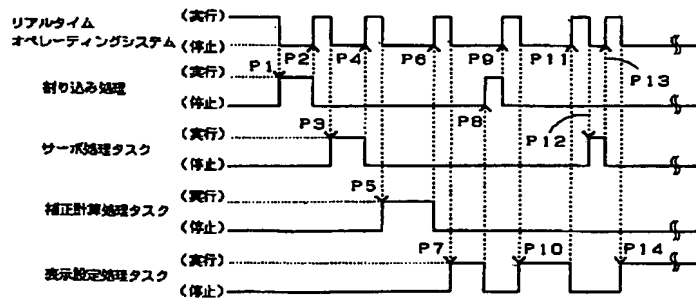 リアルタイム
オペレーティングシステム
(実行)
(停止)
P2
P4
P6
P9
P11
P1
P13
割り込み処理
(実行)
(停止)
P3
P8
P12
サーボ処理タスク
(実行)
(停止)
P5
補正計算処理タスク
(実行)
(停止)
P7
P10
P14
表示設定処理タスク
(実行)
(停止)